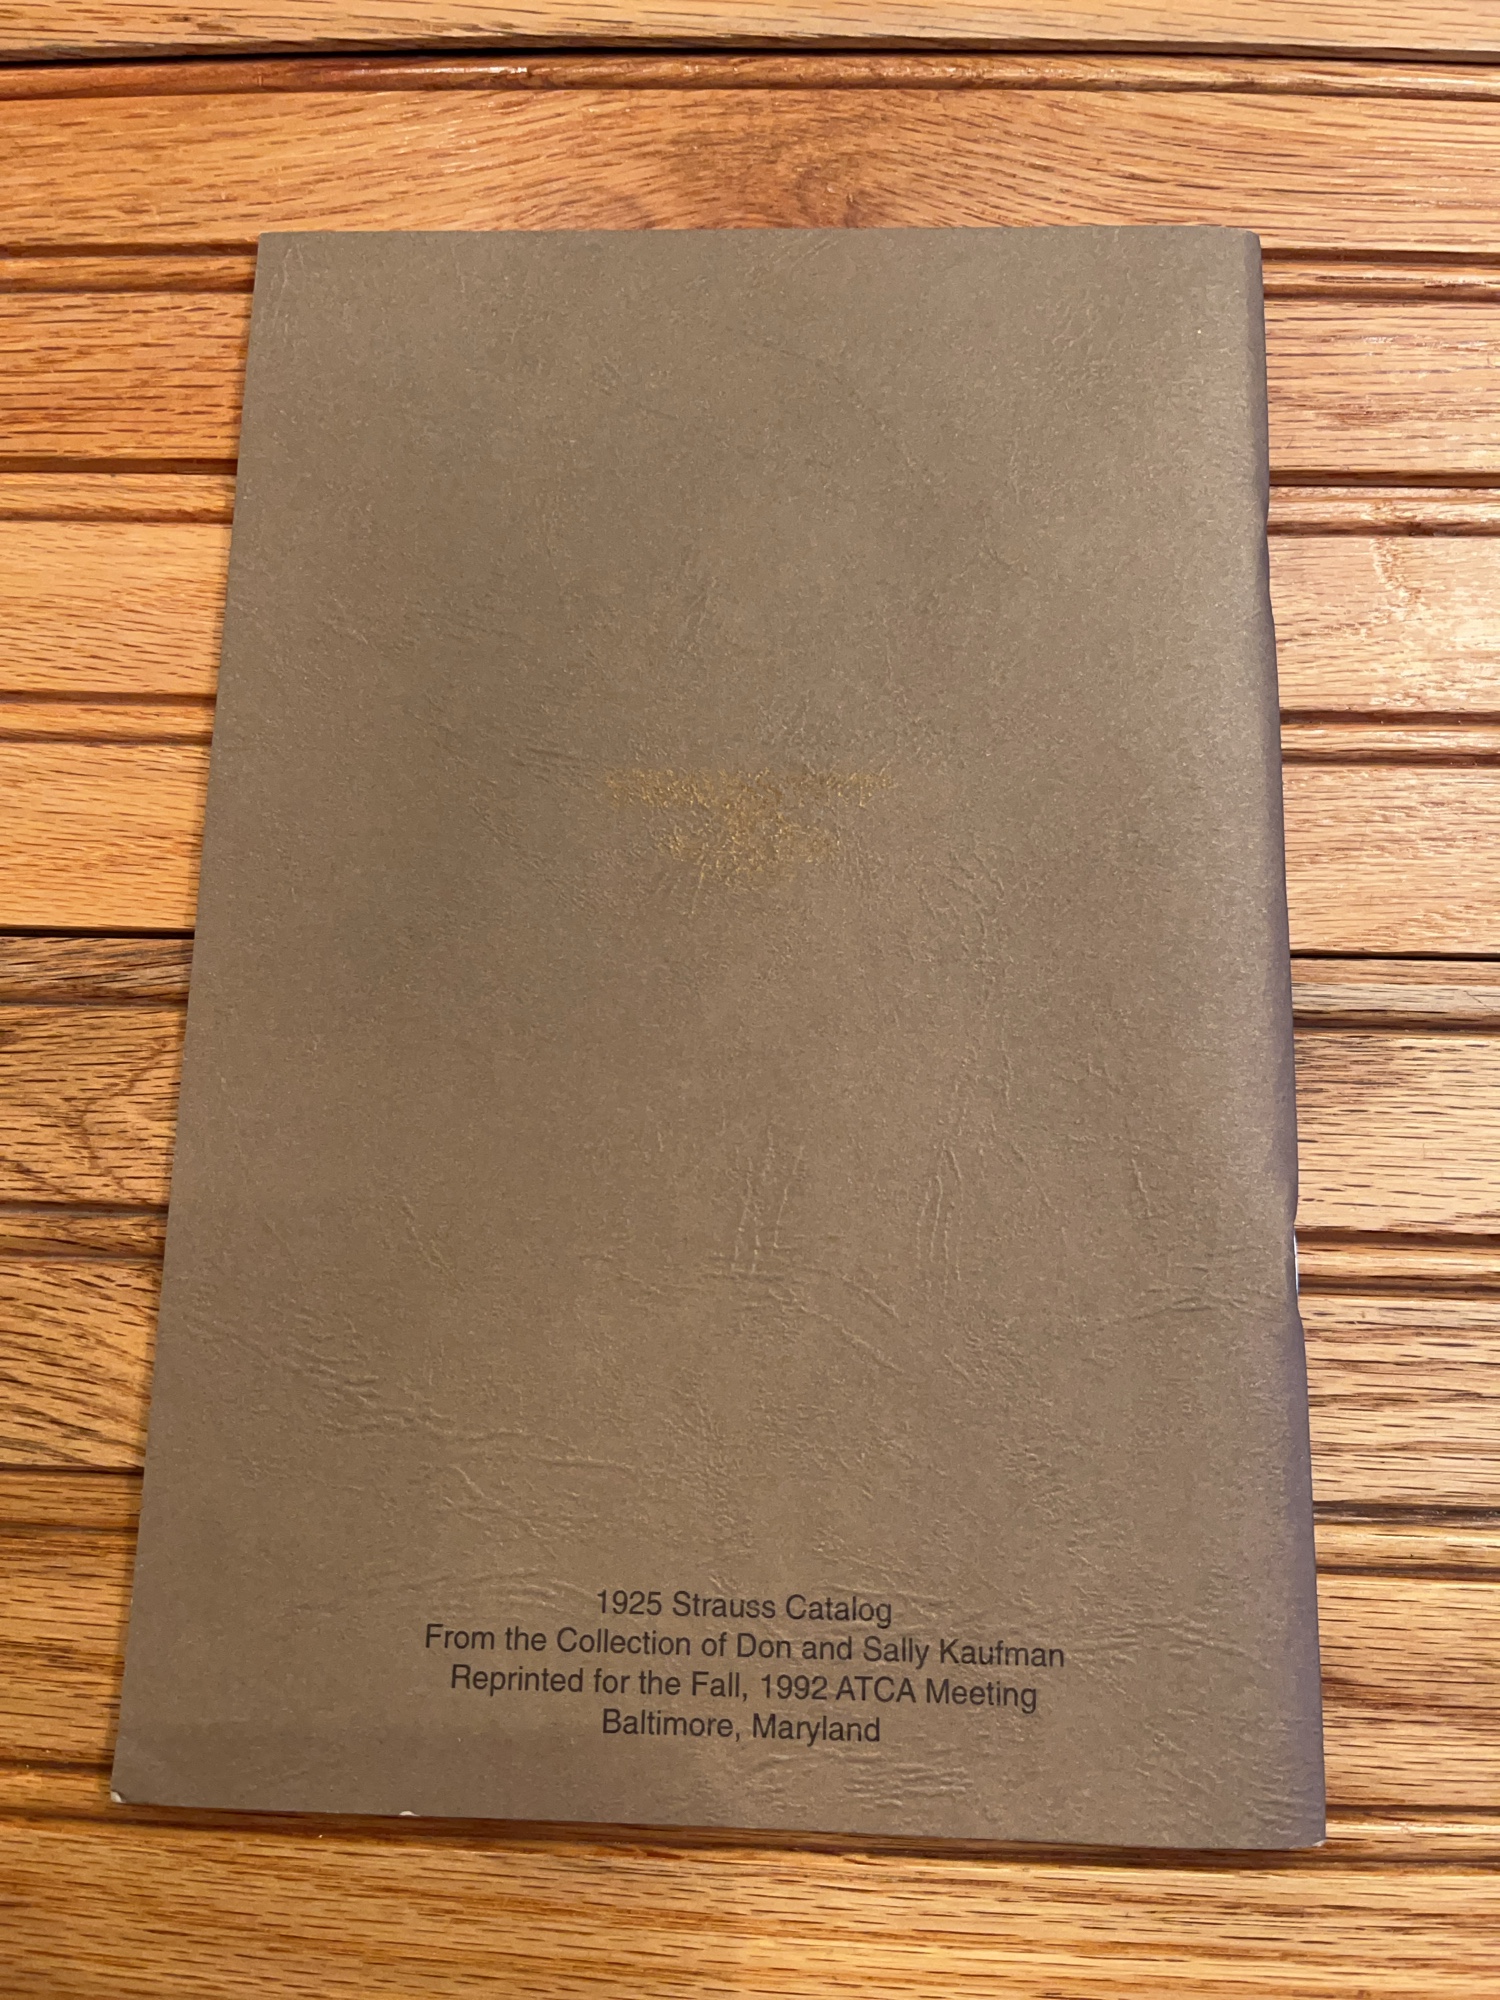 1925 Strauss Catalog
From the Collection of Don and Sally Kaufman
Reprinted for the Fall, 1992 ATCA Meeting
Baltimore, Maryland